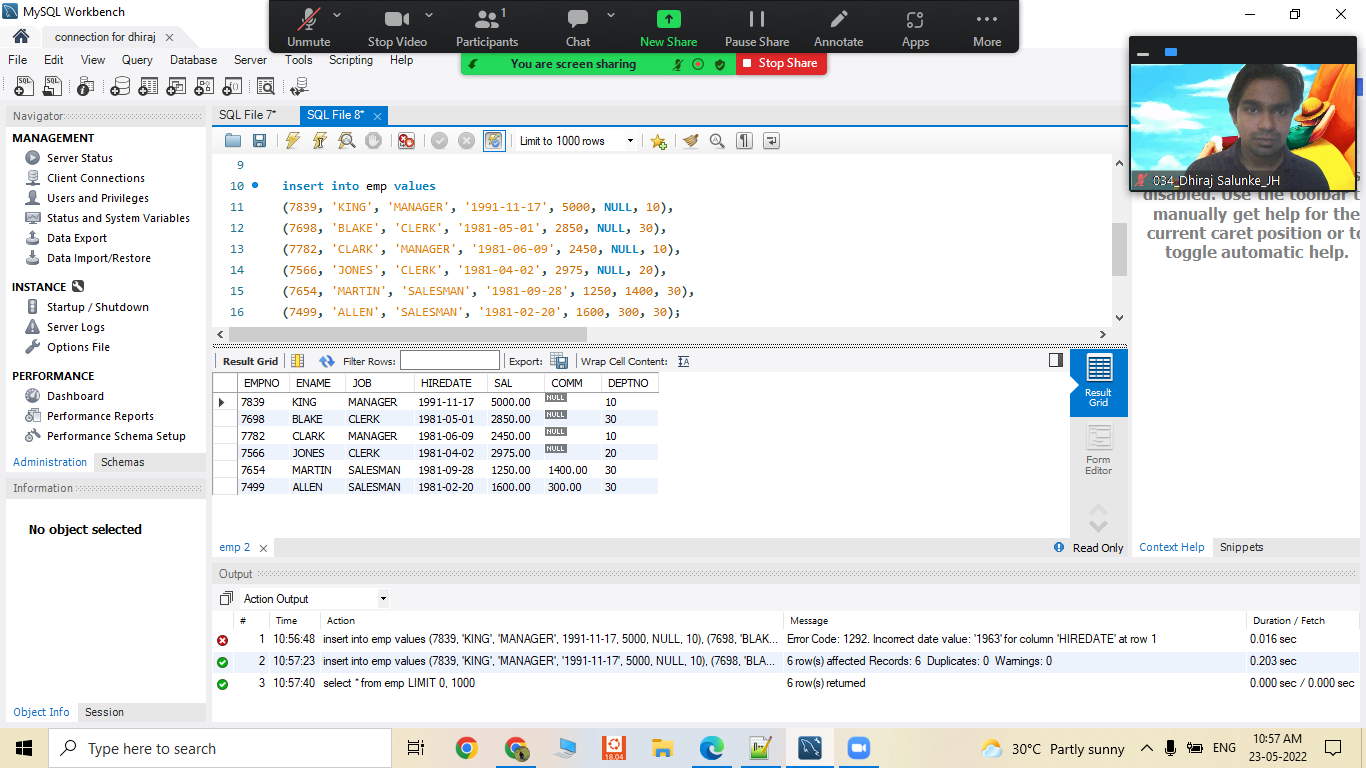 MySQL Workbench
connection for dhiraj
Unmute
Stop Video
1
Participants
Chat
New Share
Pause Share
Annotate
Apps
More
File Edit View Query Database Server Tools Scripting Help
You are screen sharing
Stop Share
034_Dhiraj Salunke_JH
Navigator
MANAGEMENT
Server Status
Client Connections
Users and Privileges
Status and System Variables
Data Export
Data Import/Restore
INSTANCE
Startup / Shutdown
Server Logs
Options File
PERFORMANCE
Dashboard
Performance Reports
Performance Schema Setup
Administration Schemas
Information
No object selected
Object Info Session
SQL File 7* SQL File 8*
Limit to 1000 rows
9
10 insert into emp values
11 (7839, 'KING', 'MANAGER', '1991-11-17', 5000, NULL, 10),
12 (7698, 'BLAKE', 'CLERK', '1981-05-01', 2850, NULL, 30),
13 (7782, 'CLARK', 'MANAGER', '1981-06-09', 2450, NULL, 10),
14 (7566, 'JONES', 'CLERK', '1981-04-02', 2975, NULL, 20),
15 (7654, 'MARTIN', 'SALESMAN', '1981-09-28', 1250, 1400, 30),
16 (7499, 'ALLEN', 'SALESMAN', '1981-02-20', 1600, 300, 30);
Result Grid Filter Rows: Export: Wrap Cell Content:
EMPNO ENAME JOB HIREDATE SAL COMM DEPTNO
7839 KING MANAGER 1991-11-17 5000.00 NULL 10
7698 BLAKE CLERK 1981-05-01 2850.00 NULL 30
7782 CLARK MANAGER 1981-06-09 2450.00 NULL 10
7566 JONES CLERK 1981-04-02 2975.00 NULL 20
7654 MARTIN SALESMAN 1981-09-28 1250.00 1400.00 30
7499 ALLEN SALESMAN 1981-02-20 1600.00 300.00 30
Result
Grid
Form
Editor
emp 2
Read Only
disabled. Use the toolbar
manually get help for the
current caret position or to
toggle automatic help.
Context Help Snippets
Output
Action Output
# Time Action Message Duration / Fetch
1 10:56:48 insert into emp values (7839, 'KING', 'MANAGER', 1991-11-17, 5000, NULL, 10), (7698, 'BLAK... Error Code: 1292. Incorrect date value: '1963' for column 'HIREDATE' at row 1 0.016 sec
2 10:57:23 insert into emp values (7839, 'KING', 'MANAGER', '1991-11-17', 5000, NULL, 10), (7698, 'BLA... 6 row(s) affected Records: 6 Duplicates: 0 Warnings: 0 0.203 sec
3 10:57:40 select * from emp LIMIT 0, 1000 6 row(s) returned 0.000 sec / 0.000 sec
Type here to search
18.04
30°C Partly sunny
ENG
10:57 AM
23-05-2022